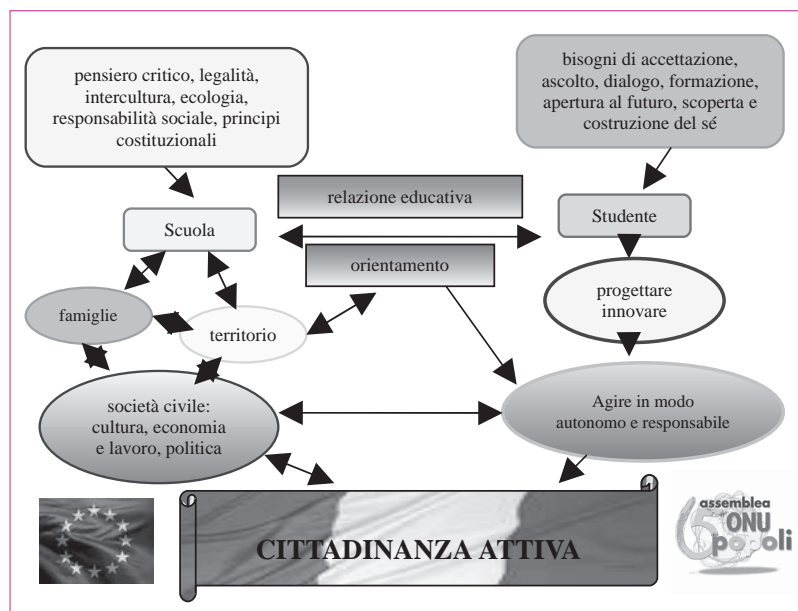 pensiero critico, legalità,
intercultura, ecologia,
responsabilità sociale, principi
costituzionali
bisogni di accettazione,
ascolto, dialogo, formazione,
apertura al futuro, scoperta e
costruzione del sé
relazione educativa
Scuola
Studente
orientamento
progettare
innovare
famiglie
territorio
società civile:
cultura, economia
e lavoro, politica
Agire in modo
autonomo e responsabile
CITTADINANZA ATTIVA
assemblea
6 ONU
popoli